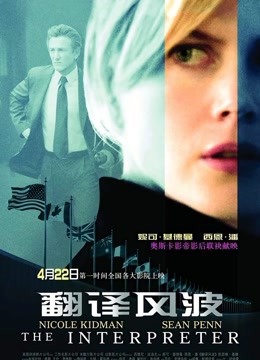 妮可·基德曼 西恩·潘
奥斯卡影帝影后联袂献映
4月22日 第一时间全国各大影院上映
翻译风波
NICOLE KIDMAN SEAN PENN
THE INTERPRETER